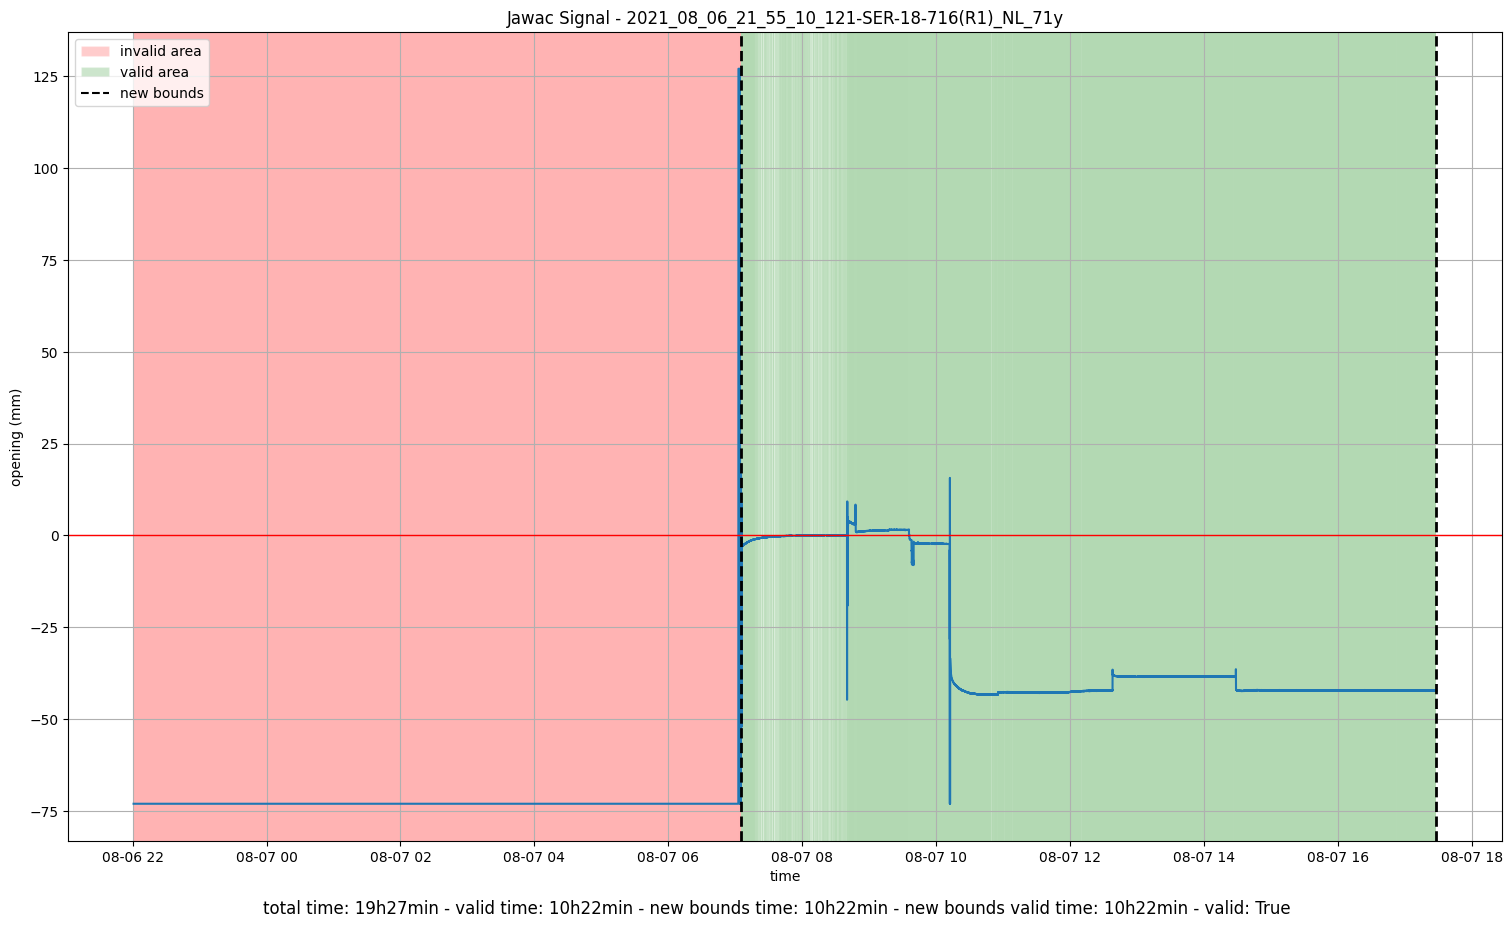 Jawac Signal - 2021_08_06_21_55_10_121-SER-18-716(R1)_NL_71y
invalid area
valid area
new bounds
125
100
75
50
25
0
−25
−50
−75
opening (mm)
08-06 22 08-07 00 08-07 02 08-07 04 08-07 06 08-07 08 08-07 10 08-07 12 08-07 14 08-07 16 08-07 18
time
total time: 19h27min - valid time: 10h22min - new bounds time: 10h22min - new bounds valid time: 10h22min - valid: True